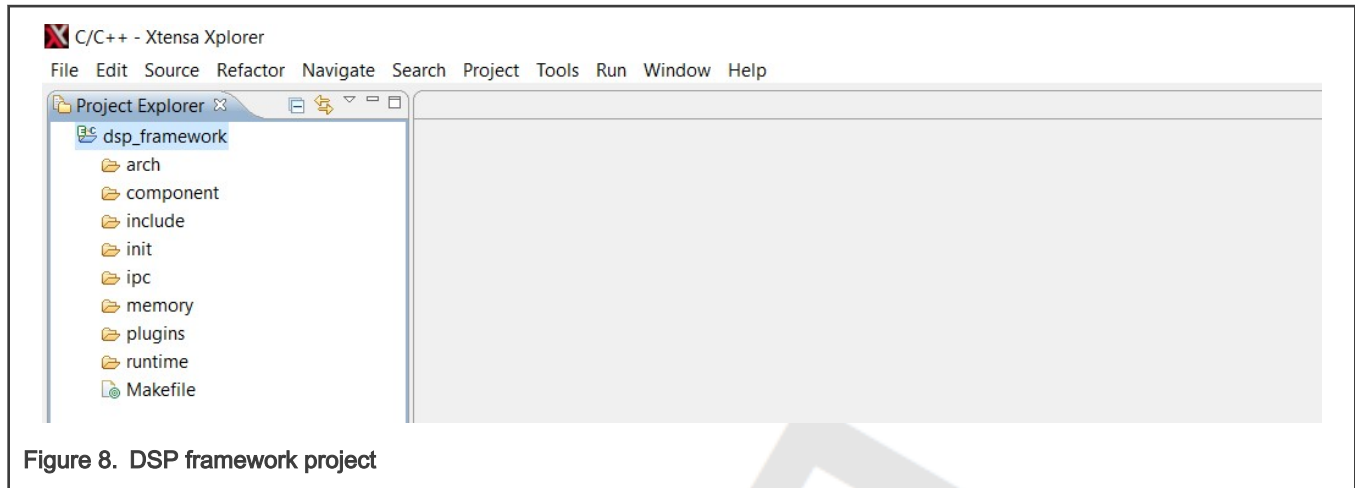 C/C++ - Xtensa Xplorer
File Edit Source Refactor Navigate Search Project Tools Run Window Help
Project Explorer
dsp_framework
arch
component
include
init
ipc
memory
plugins
runtime
Makefile
Figure 8. DSP framework project